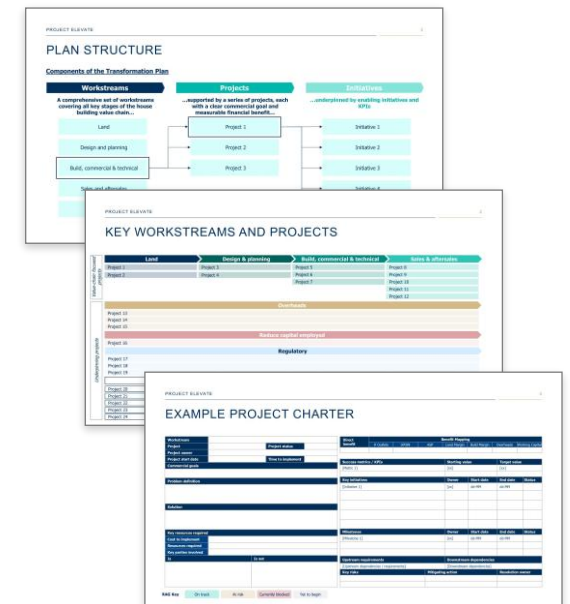 PROJECT ELEVATE
PLAN STRUCTURE
Components of the Transformation Plan
Workstreams
Projects
Initiatives
A comprehensive set of workstreams
covering all key stages of the house
building value chain...
...supported by a series of projects, each
with a clear commercial goal and
measurable financial benefit...
...underpinned by enabling initiatives and
KPIs
Land
Project 1
Initiative 1
Design and planning
Project 2
Initiative 2
Build, commercial & technical
Project 3
Initiative 3
Sales and aftersales
Initiative 4
PROJECT ELEVATE
KEY WORKSTREAMS AND PROJECTS
Land
Design & planning
Build, commercial & technical
Sales & aftersales
Project 1
Project 3
Project 5
Project 8
Project 2
Project 4
Project 6
Project 9
Project 7
Project 10
Project 11
Project 12
Overheads
Project 13
Project 14
Project 15
Reduce capital employed
Project 16
Regulatory
Project 17
Project 18
Project 19
Project 20
Project 21
Project 22
Project 23
Project 24
PROJECT ELEVATE
EXAMPLE PROJECT CHARTER
Workstream
Project
Project status
Project owner
Project start date
Time to implement
Commercial goals
Problem definition
Solution
Key resources required
Cost to implement
Resources required
Key parties involved
Is
Is not
Direct
benefit
Benefit Mapping
Success metrics / KPIs
Starting value
Target value
Key initiatives
Owner
Start date
End date
Status
Milestones
Owner
Start date
End date
Status
Upstream requirements
Downstream dependencies
Key risks
Mitigating action
Resolution owner
RAG Key
On track
At risk
Currently blocked
Yet to begin